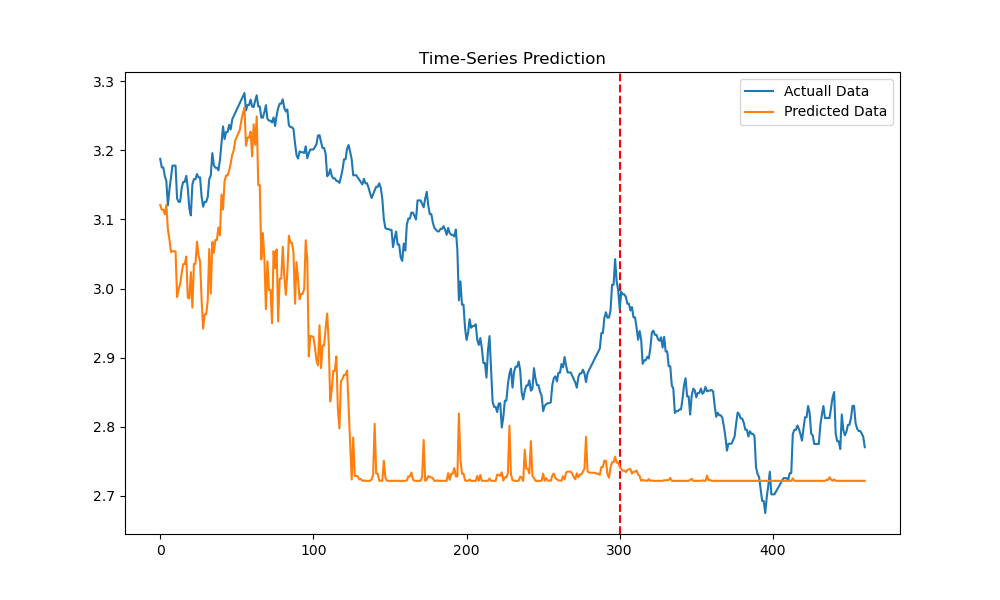 Time-Series Prediction
Actuall Data
Predicted Data
3.3
3.2
3.1
3.0
2.9
2.8
2.7
0 100 200 300 400